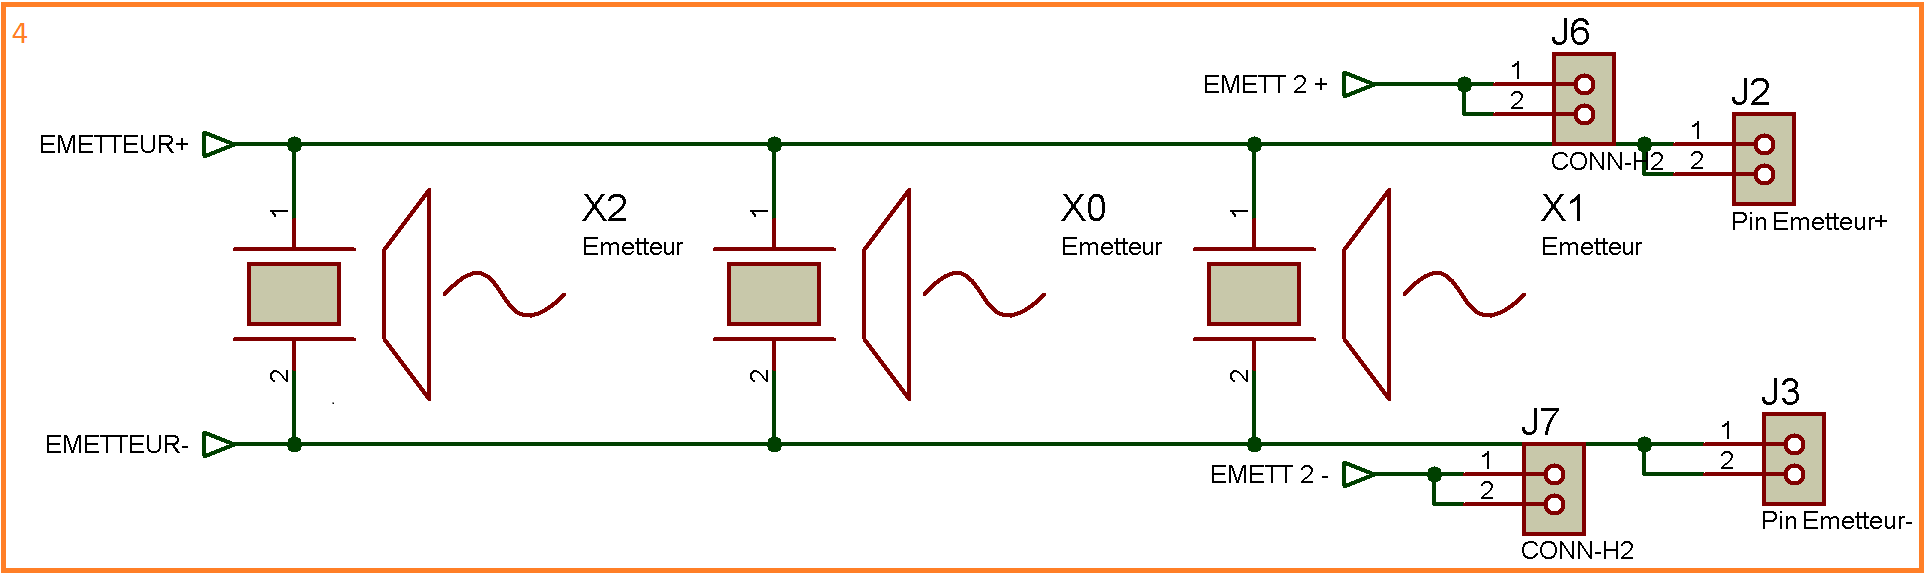 4
J6
EMETT 2 +
1
2
J2
EMETTEUR+
1
2
CONN-H2
Pin Emetteur+
1
X2
Emetteur
1
X0
Emetteur
1
X1
Emetteur
2
2
2
J3
J7
EMETTEUR-
1
2
EMETT 2 -
1
2
Pin Emetteur-
CONN-H2